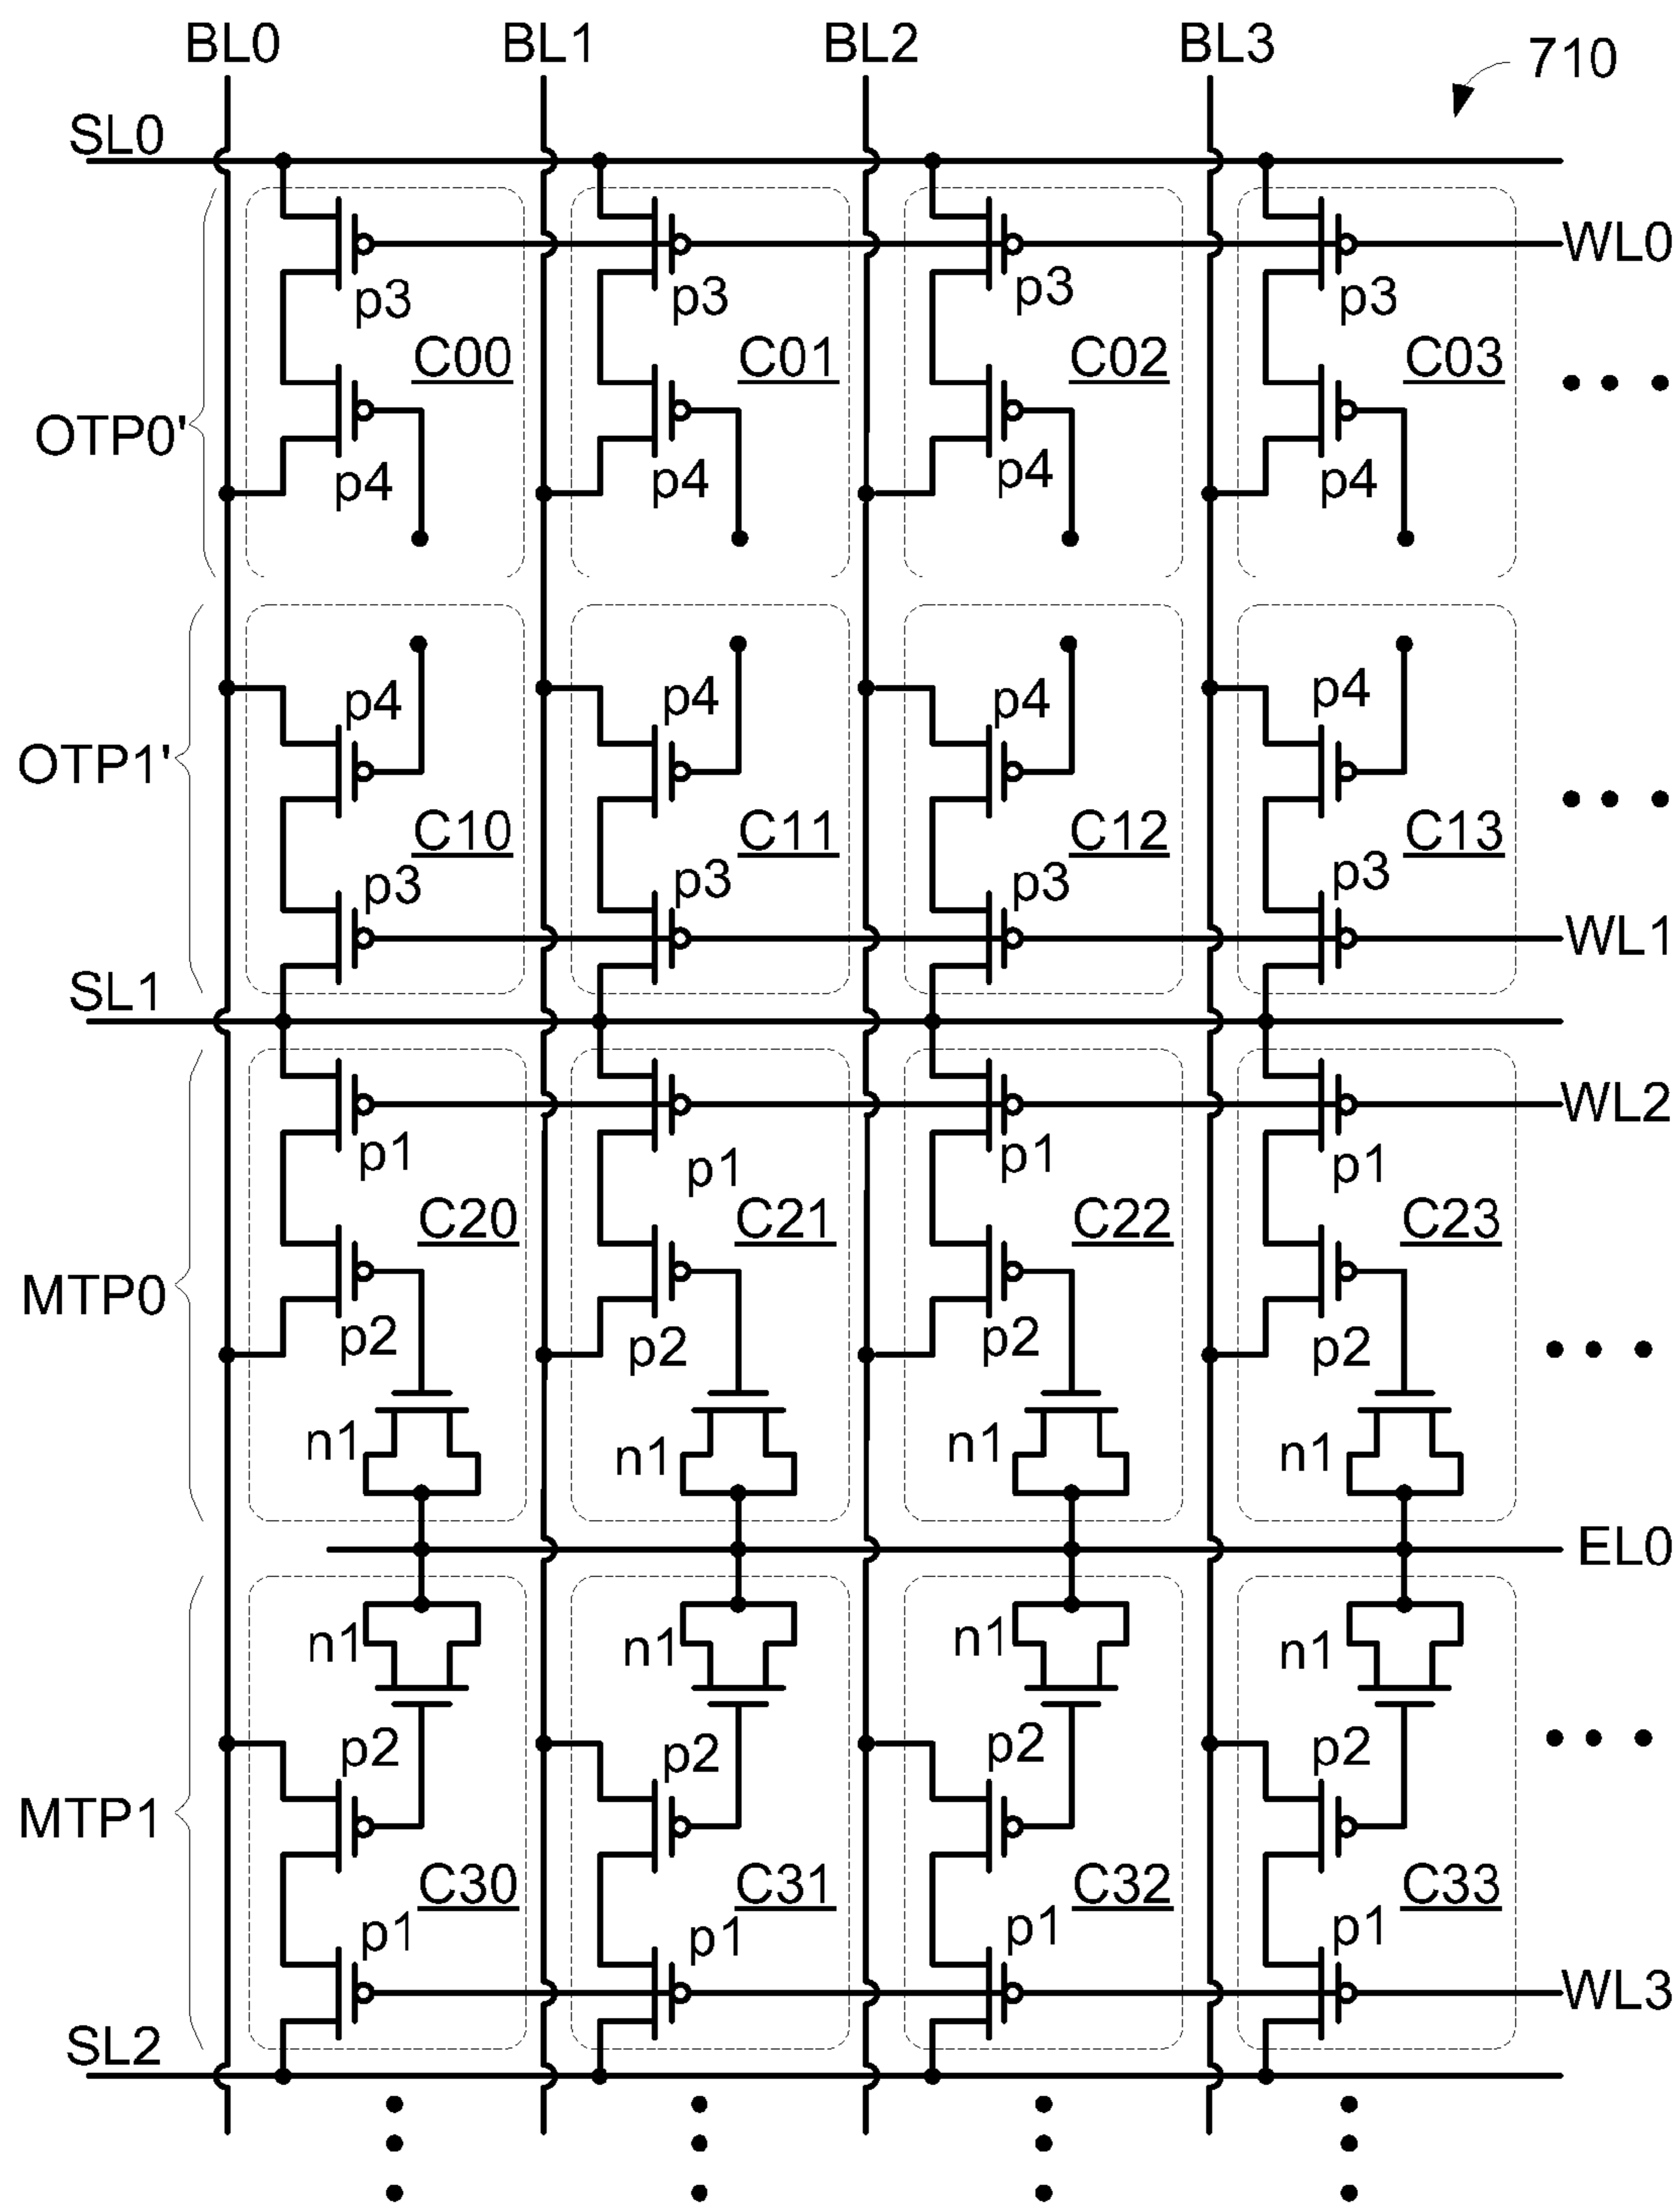 BL0 BL1 BL2 BL3
710
SL0
WL0
p3 p3 p3 p3
C00 C01 C02 C03
OTP0'
p4 p4 p4 p4
p4 p4 p4 p4
OTP1'
C10 C11 C12 C13
p3 p3 p3 p3
WL1
SL1
WL2
p1 p1 p1 p1
C20 C21 C22 C23
MTP0
p2 p2 p2 p2
n1 n1 n1 n1
EL0
n1 n1 n1 n1
p2 p2 p2 p2
MTP1
C30 C31 C32 C33
p1 p1 p1 p1
WL3
SL2